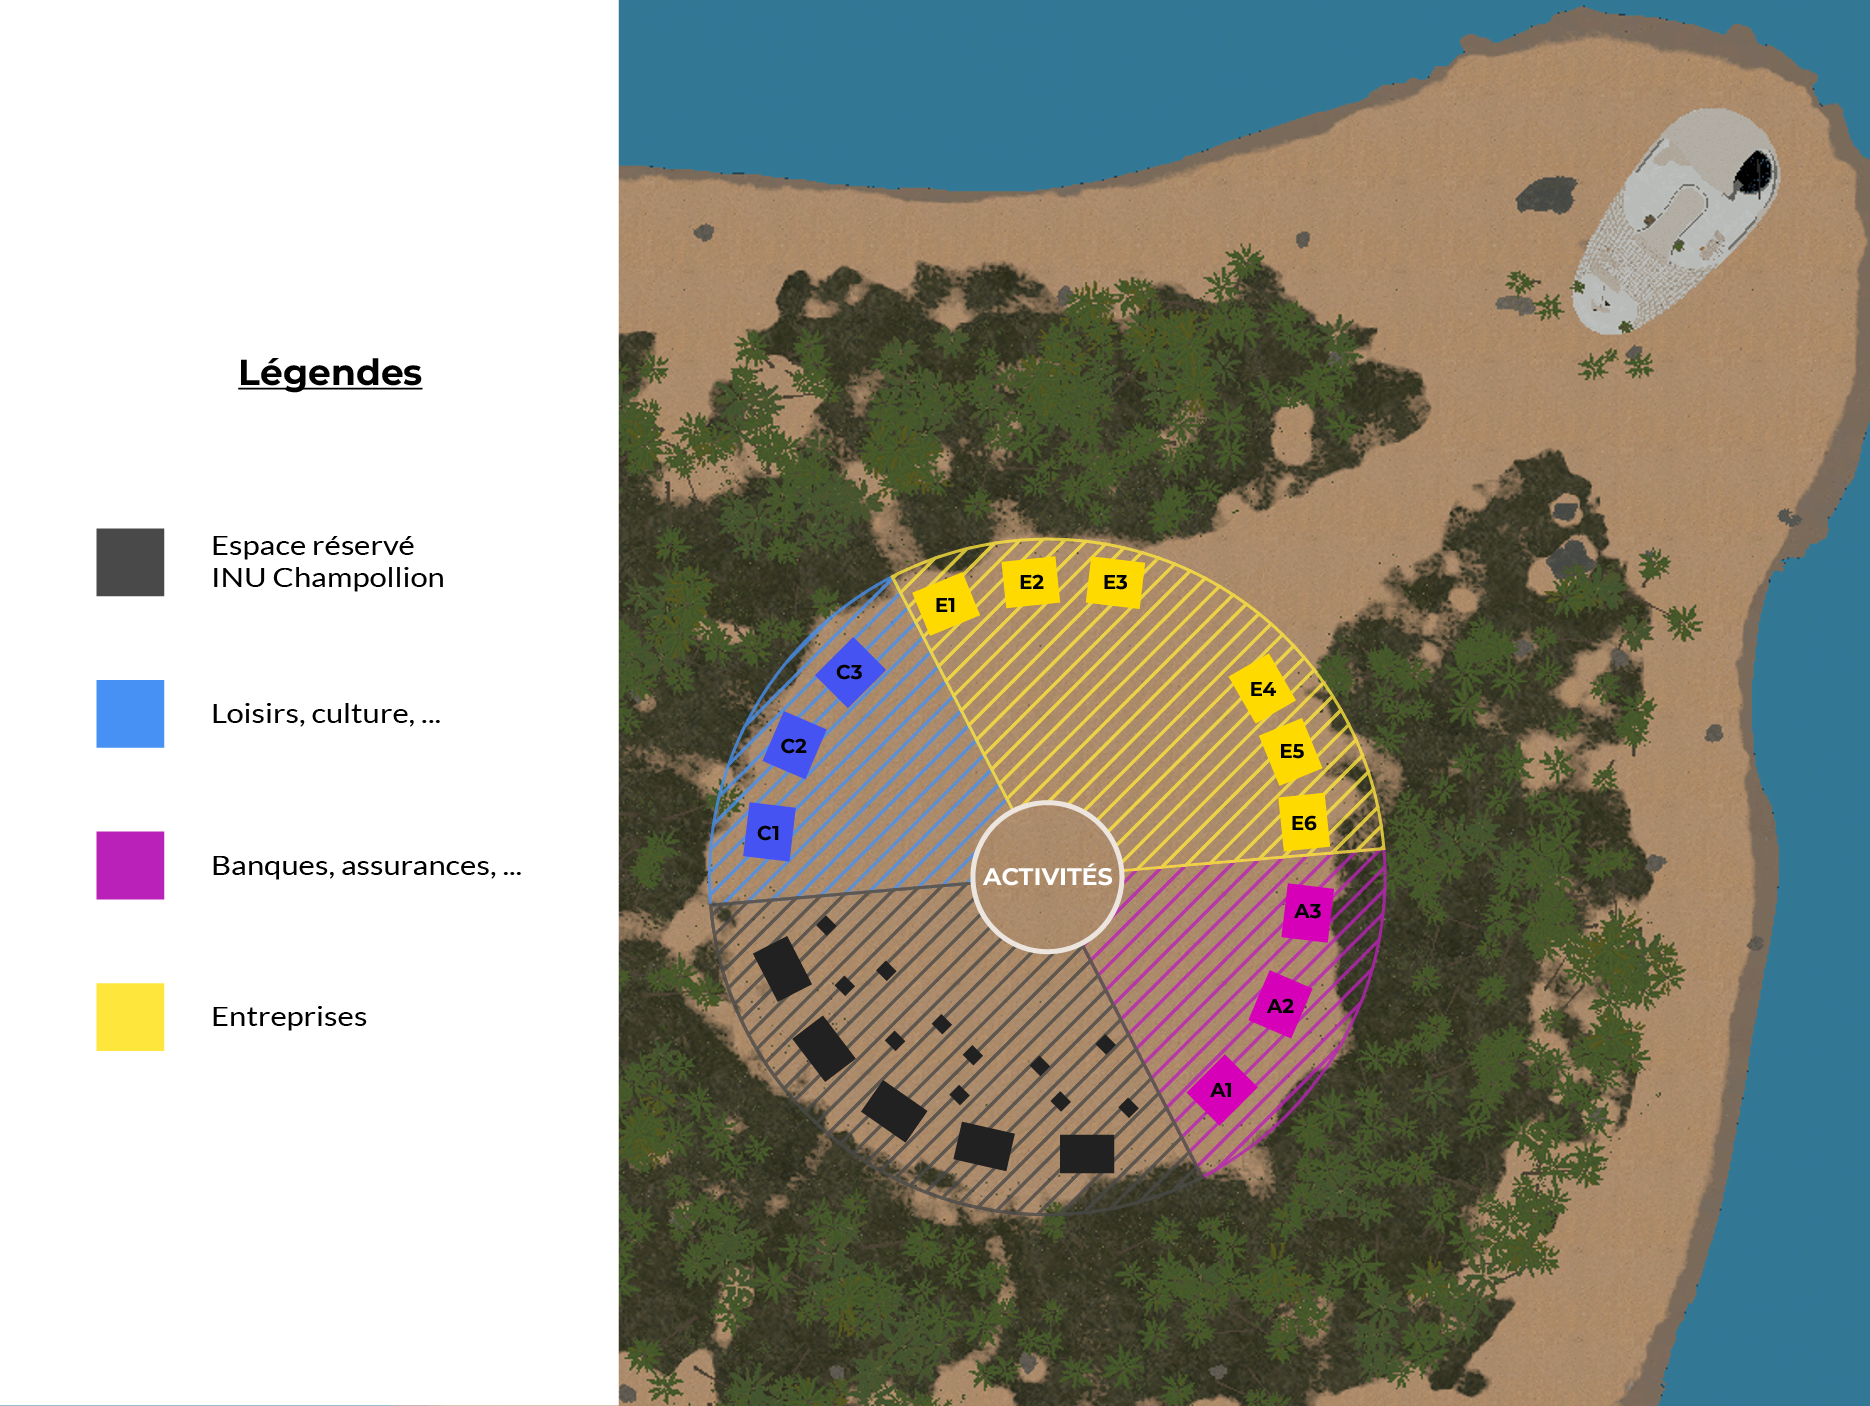 Légendes
Espace réservé
INU Champollion
Loisirs, culture, ...
Banques, assurances, ...
Entreprises
E1
E2
E3
C3
E4
C2
E5
C1
E6
ACTIVITÉS
A3
A2
A1